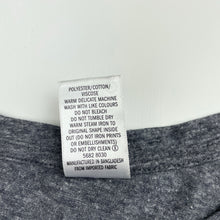 POLYESTER/COTTON/
VISCOSE
WARM DELICATE MACHINE
WASH WITH LIKE COLOURS
DO NOT BLEACH
DO NOT TUMBLE DRY
WARM STEAM IRON TO
ORIGINAL SHAPE INSIDE
OUT (DO NOT IRON PRINTS
OR EMBELLISHMENTS)
DO NOT DRY CLEAN Ⓢ
5682 8030
MANUFACTURED IN BANGLADESH
FROM IMPORTED FABRIC